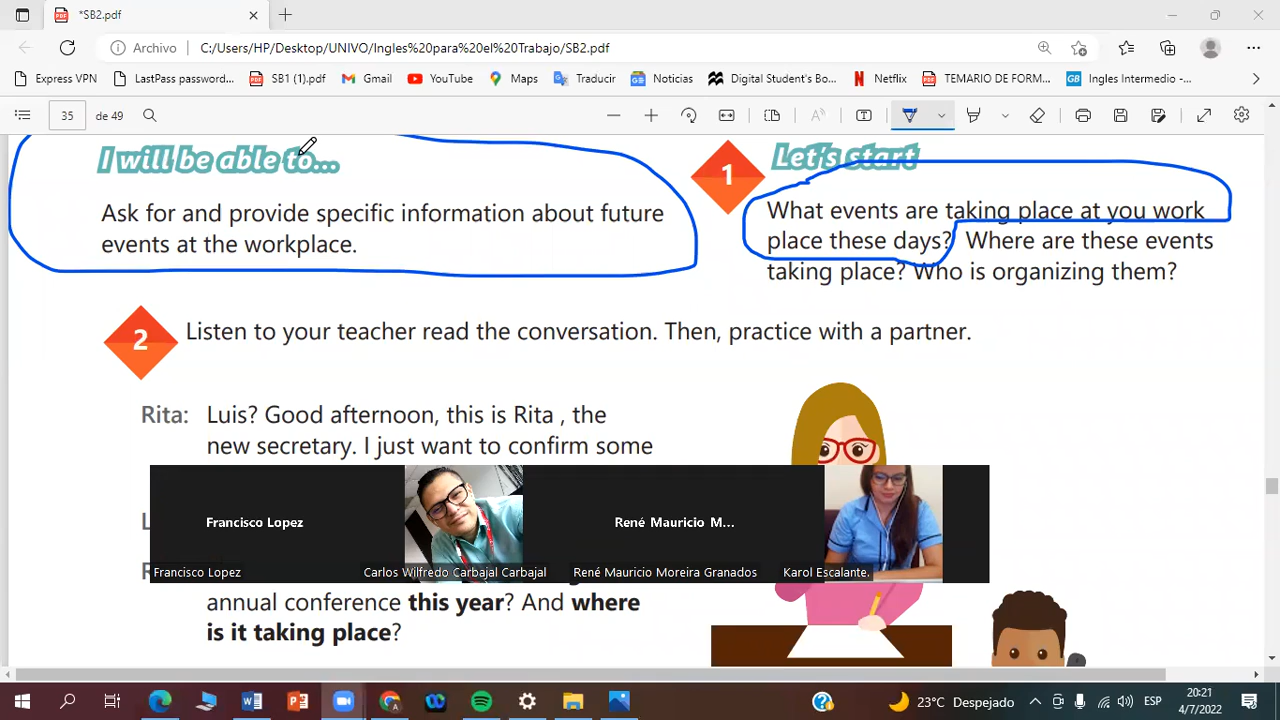 *SB2.pdf
Archivo
C:/Users/HP/Desktop/UNIVO/Ingles%20para%20el%20Trabajo/SB2.pdf
Express VPN
LastPass password...
SB1 (1).pdf
Gmail
YouTube
Maps
Traducir
Noticias
Digital Student's Bo...
Netflix
TEMARIO DE FORM...
Ingles Intermedio -...
35
de 49
I will be able to...
Ask for and provide specific information about future
events at the workplace.
1
Let's start
What events are taking place at you work
place these days? Where are these events
taking place? Who is organizing them?
2
Listen to your teacher read the conversation. Then, practice with a partner.
Rita: Luis? Good afternoon, this is Rita , the
new secretary. I just want to confirm some
Francisco Lopez
Francisco Lopez
Carlos Wilfredo Carbajal Carbajal
René Mauricio M...
René Mauricio Moreira Granados
Karol Escalante.
annual conference this year? And where
is it taking place?
23°C Despejado
ESP
20:21
4/7/2022